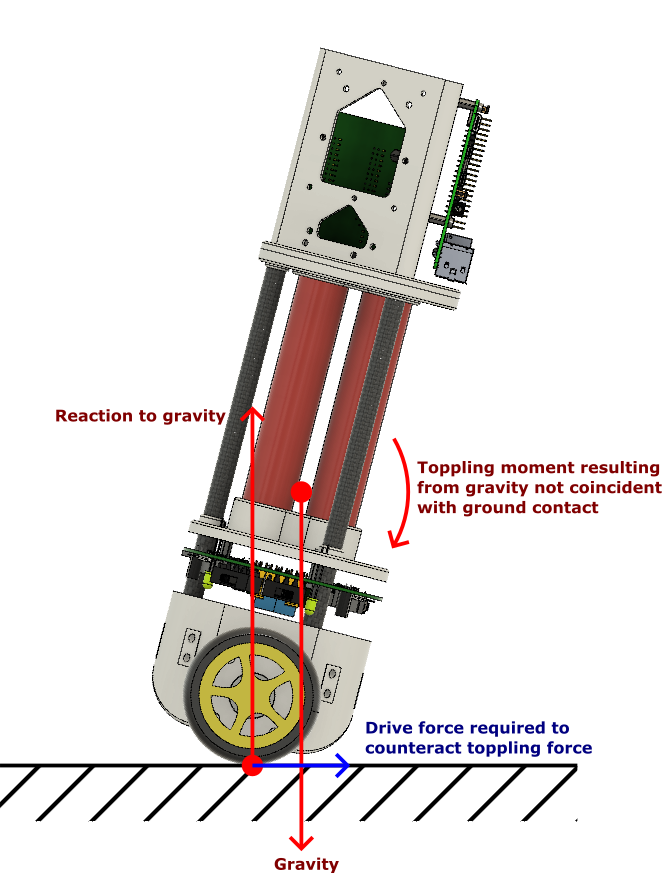 Reaction to gravity
Toppling moment resulting
from gravity not coincident
with ground contact
Drive force required to
counteract toppling force
Gravity